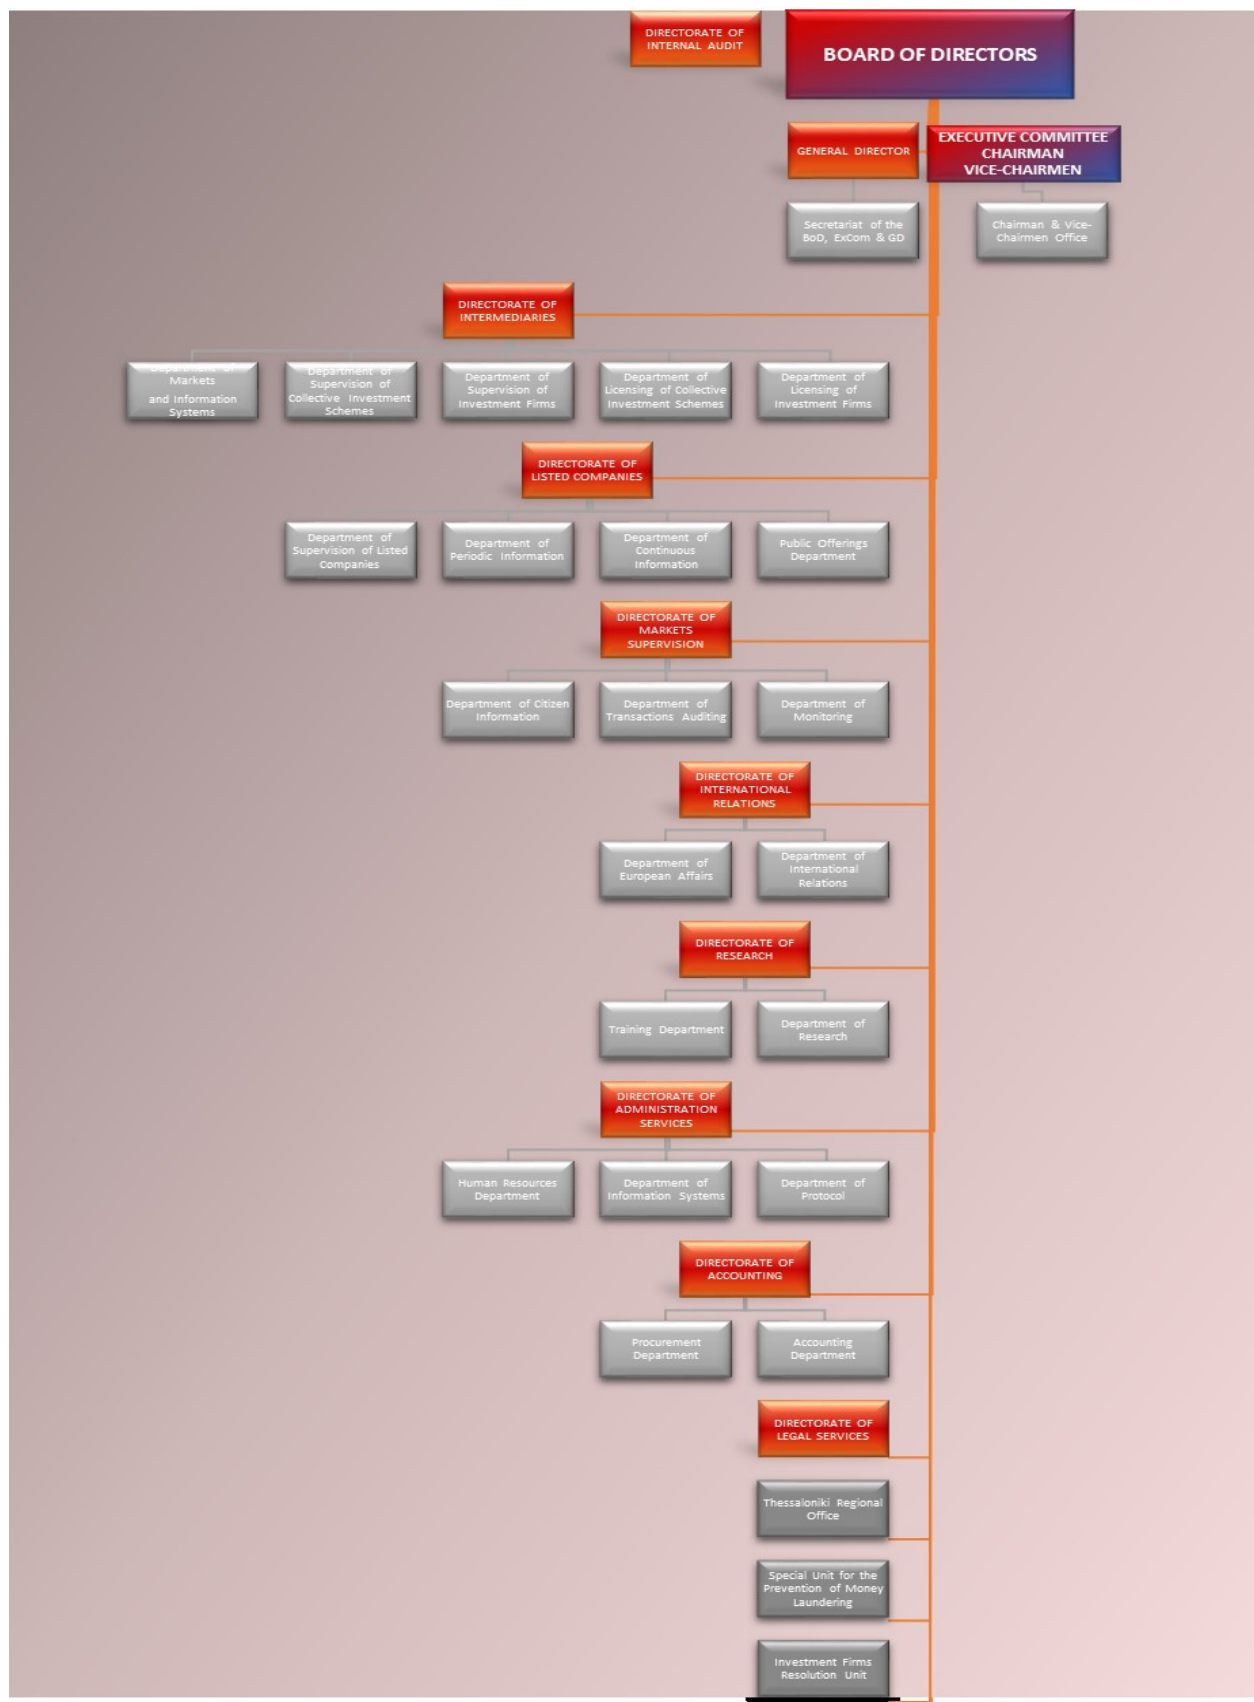 DIRECTORATE OF
INTERNAL AUDIT
BOARD OF DIRECTORS
GENERAL DIRECTOR
EXECUTIVE COMMITTEE
CHAIRMAN
VICE-CHAIRMEN
Secretariat of the
BoD, ExCom & GD
Chairman & Vice-
Chairmen Office
DIRECTORATE OF
INTERMEDIARIES
Department of
Markets
and Information
Systems
Department of
Supervision of
Collective Investment
Schemes
Department of
Supervision of
Investment Firms
Department of
Licensing of Collective
Investment Schemes
Department of
Licensing of
Investment Firms
DIRECTORATE OF
LISTED COMPANIES
Department of
Supervision of Listed
Companies
Department of
Periodic Information
Department of
Continuous
Information
Public Offerings
Department
DIRECTORATE OF
MARKETS
SUPERVISION
Department of Citizen
Information
Department of
Transactions Auditing
Department of
Monitoring
DIRECTORATE OF
INTERNATIONAL
RELATIONS
Department of
European Affairs
Department of
International
Relations
DIRECTORATE OF
RESEARCH
Training Department
Department of
Research
DIRECTORATE OF
ADMINISTRATION
SERVICES
Human Resources
Department
Department of
Information Systems
Department of
Protocol
DIRECTORATE OF
ACCOUNTING
Procurement
Department
Accounting
Department
DIRECTORATE OF
LEGAL SERVICES
Thessaloniki Regional
Office
Special Unit for the
Prevention of Money
Laundering
Investment Firms
Resolution Unit